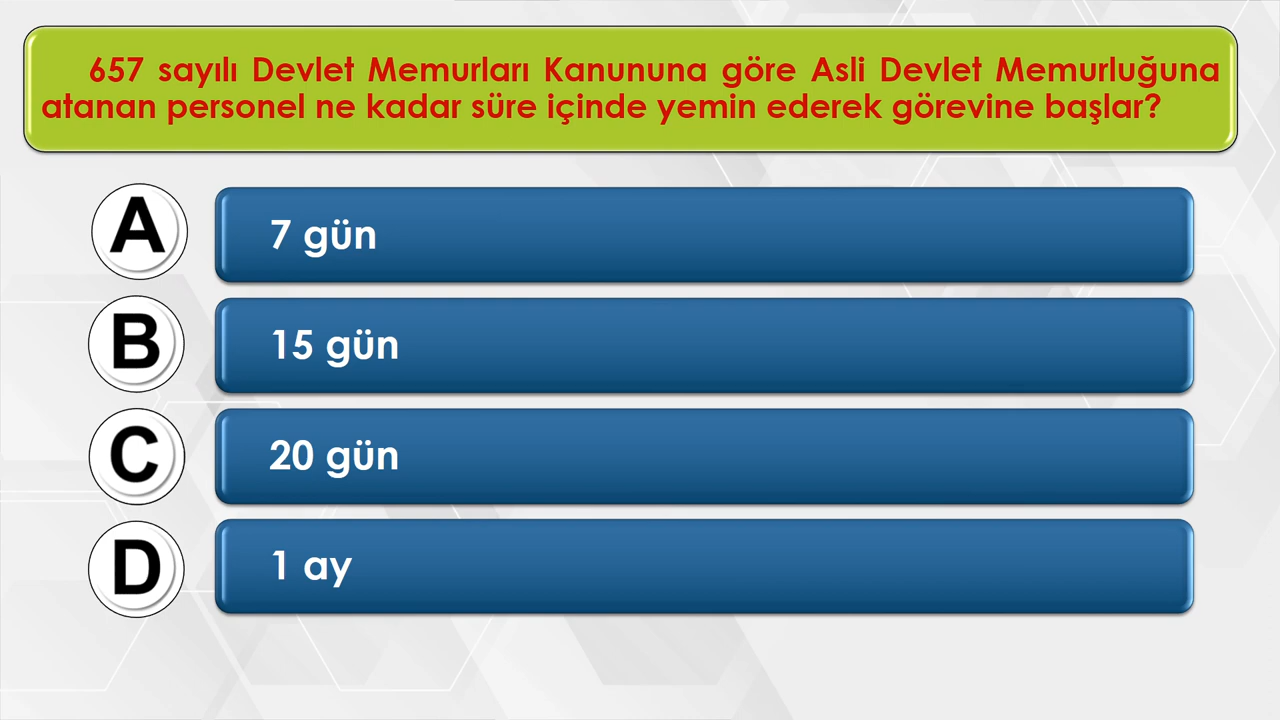 657 sayılı Devlet Memurları Kanununa göre Asli Devlet Memurluğuna
atanan personel ne kadar süre içinde yemin ederek görevine başlar?
A 7 gün
B 15 gün
C 20 gün
D 1 ay